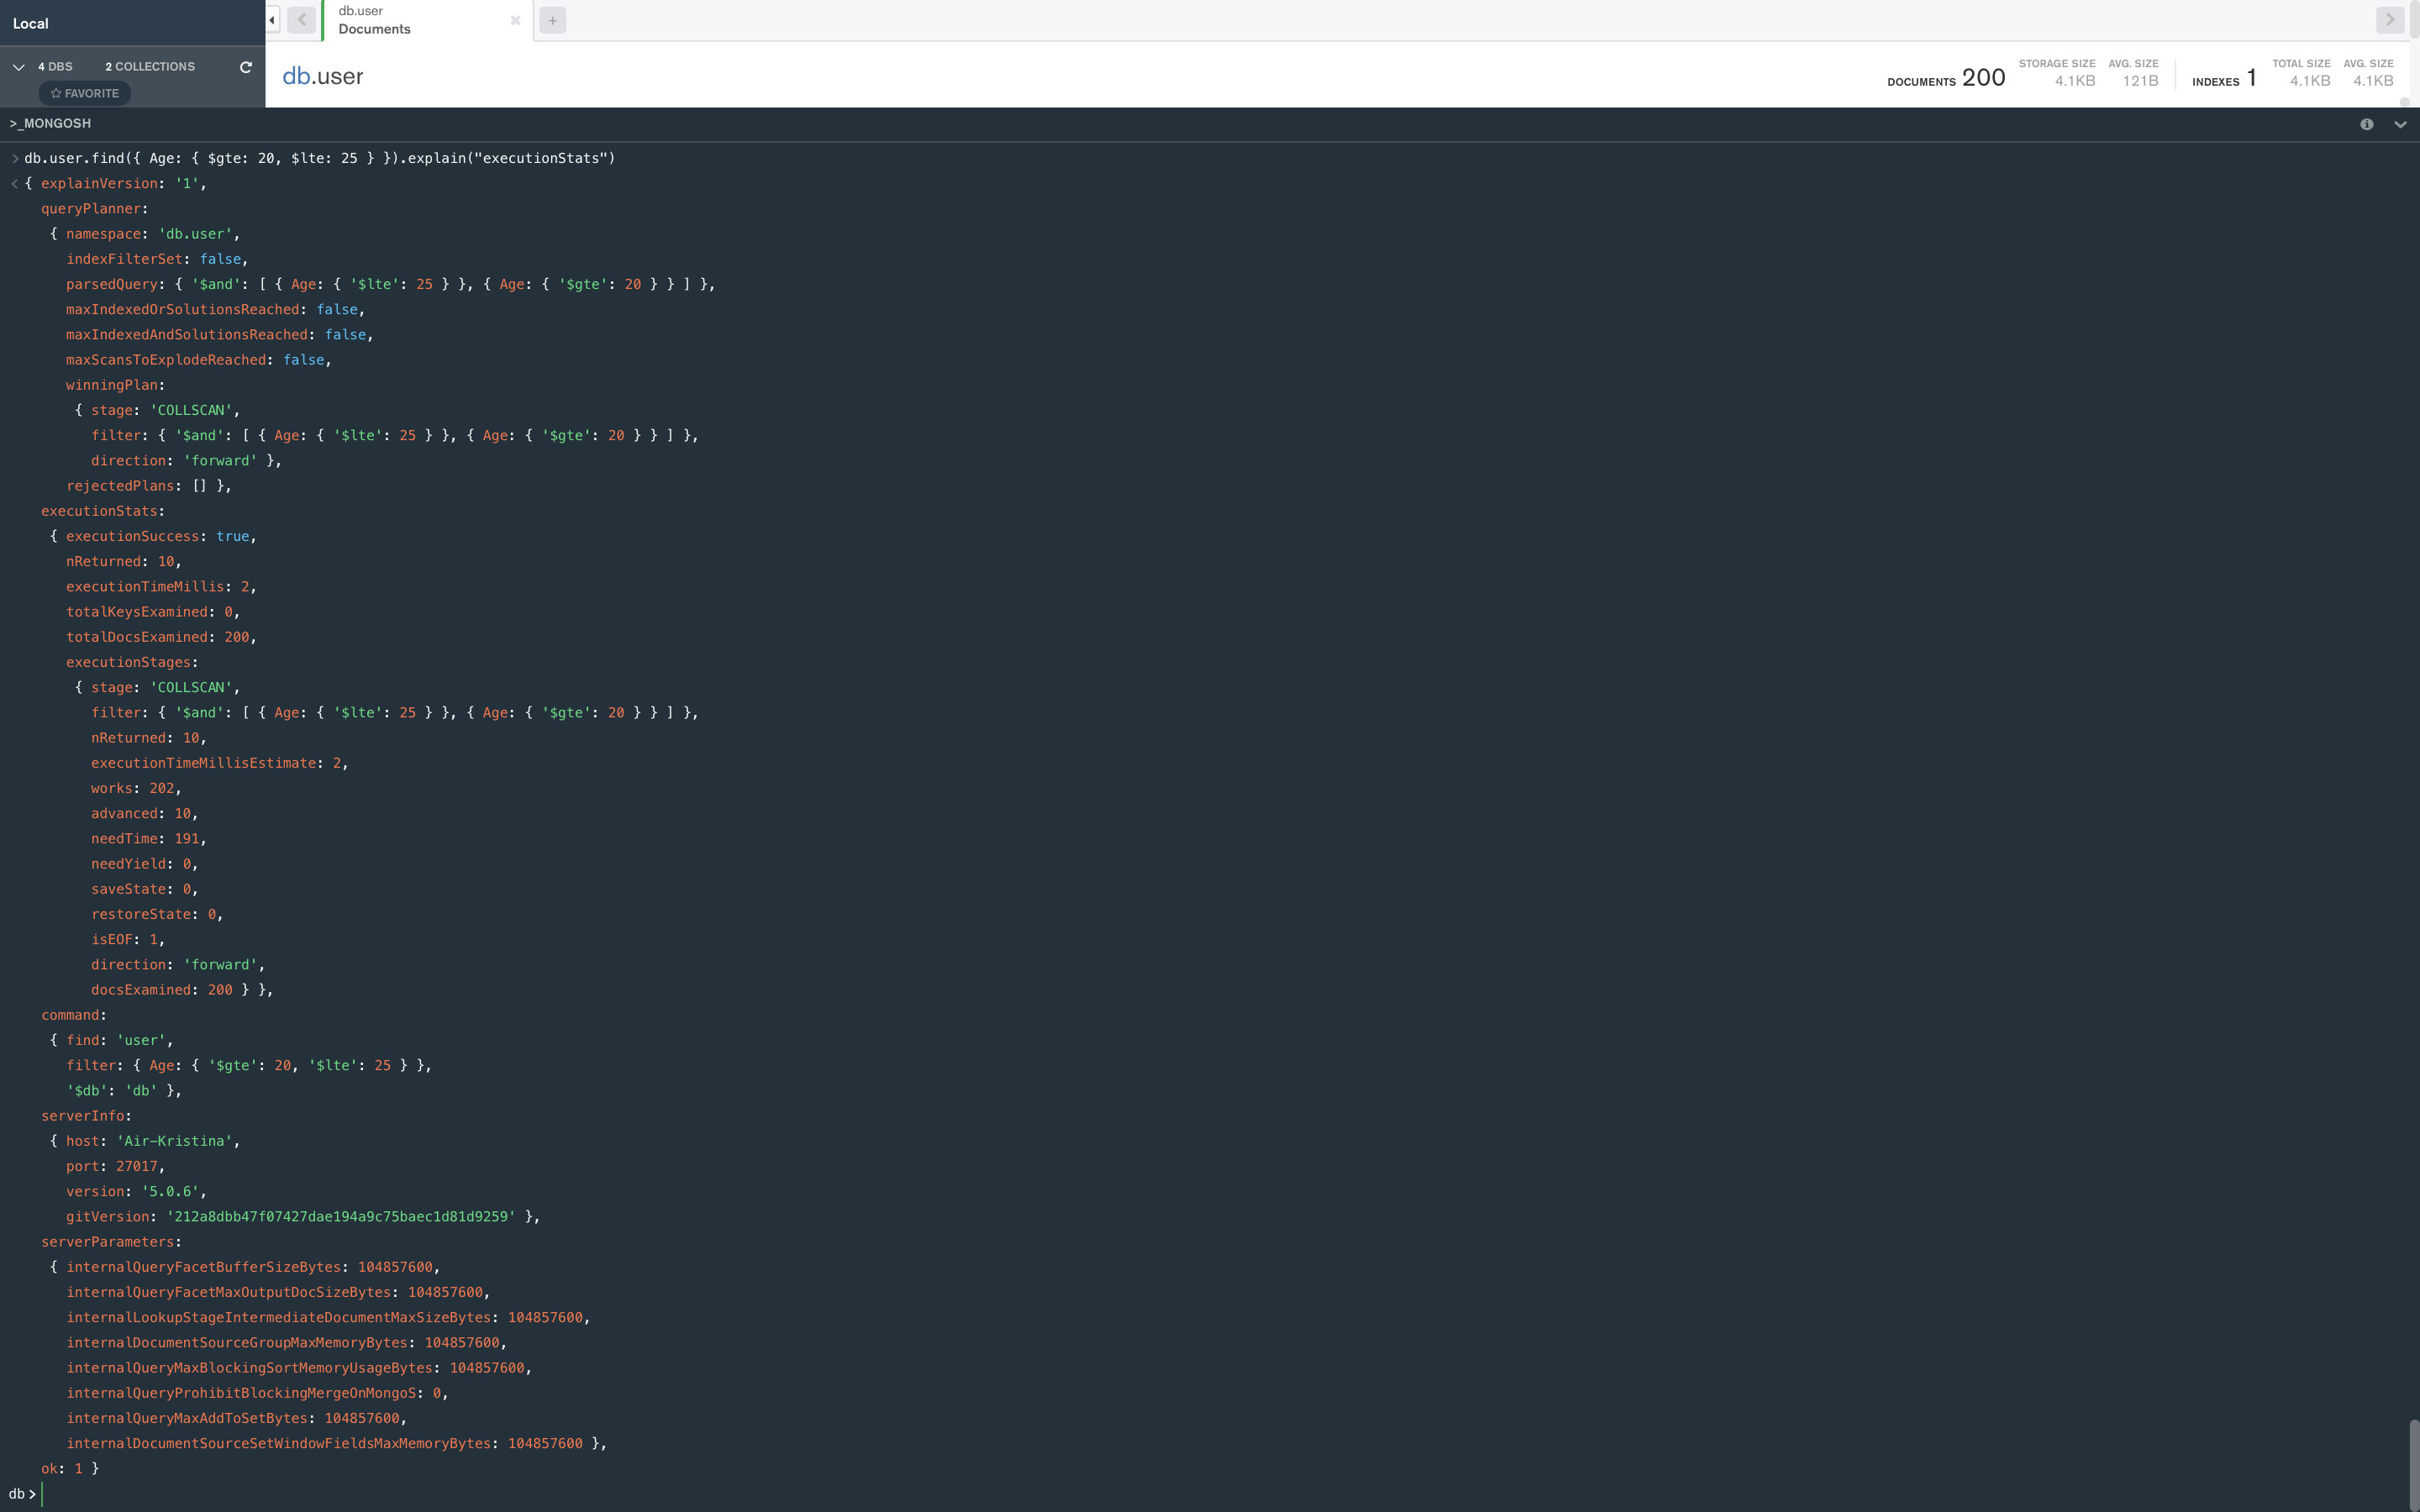 Local
db.user
Documents
4 DBS 2 COLLECTIONS
FAVORITE
db.user
DOCUMENTS 200
STORAGE SIZE 4.1KB
AVG. SIZE 121B
INDEXES 1
TOTAL SIZE 4.1KB
AVG. SIZE 4.1KB
>_MONGOSH
> db.user.find({ Age: { $gte: 20, $lte: 25 } }).explain("executionStats")
< { explainVersion: '1',
queryPlanner:
{ namespace: 'db.user',
indexFilterSet: false,
parsedQuery: { '$and': [ { Age: { '$lte': 25 } }, { Age: { '$gte': 20 } } ] },
maxIndexedOrSolutionsReached: false,
maxIndexedAndSolutionsReached: false,
maxScansToExplodeReached: false,
winningPlan:
{ stage: 'COLLSCAN',
filter: { '$and': [ { Age: { '$lte': 25 } }, { Age: { '$gte': 20 } } ] },
direction: 'forward' },
rejectedPlans: [] },
executionStats:
{ executionSuccess: true,
nReturned: 10,
executionTimeMillis: 2,
totalKeysExamined: 0,
totalDocsExamined: 200,
executionStages:
{ stage: 'COLLSCAN',
filter: { '$and': [ { Age: { '$lte': 25 } }, { Age: { '$gte': 20 } } ] },
nReturned: 10,
executionTimeMillisEstimate: 2,
works: 202,
advanced: 10,
needTime: 191,
needYield: 0,
saveState: 0,
restoreState: 0,
isEOF: 1,
direction: 'forward',
docsExamined: 200 } },
command:
{ find: 'user',
filter: { Age: { '$gte': 20, '$lte': 25 } },
'$db': 'db' },
serverInfo:
{ host: 'Air-Kristina',
port: 27017,
version: '5.0.6',
gitVersion: '212a8dbb47f07427dae194a9c75baec1d81d9259' },
serverParameters:
{ internalQueryFacetBufferSizeBytes: 104857600,
internalQueryFacetMaxOutputDocSizeBytes: 104857600,
internalLookupStageIntermediateDocumentMaxSizeBytes: 104857600,
internalDocumentSourceGroupMaxMemoryBytes: 104857600,
internalQueryMaxBlockingSortMemoryUsageBytes: 104857600,
internalQueryProhibitBlockingMergeOnMongoS: 0,
internalQueryMaxAddToSetBytes: 104857600,
internalDocumentSourceSetWindowFieldsMaxMemoryBytes: 104857600 },
ok: 1 }
db >